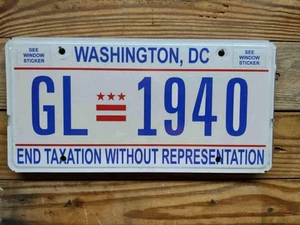 SEE
WINDOW
STICKER
WASHINGTON, DC
SEE
WINDOW
STICKER
GL 1940
END TAXATION WITHOUT REPRESENTATION